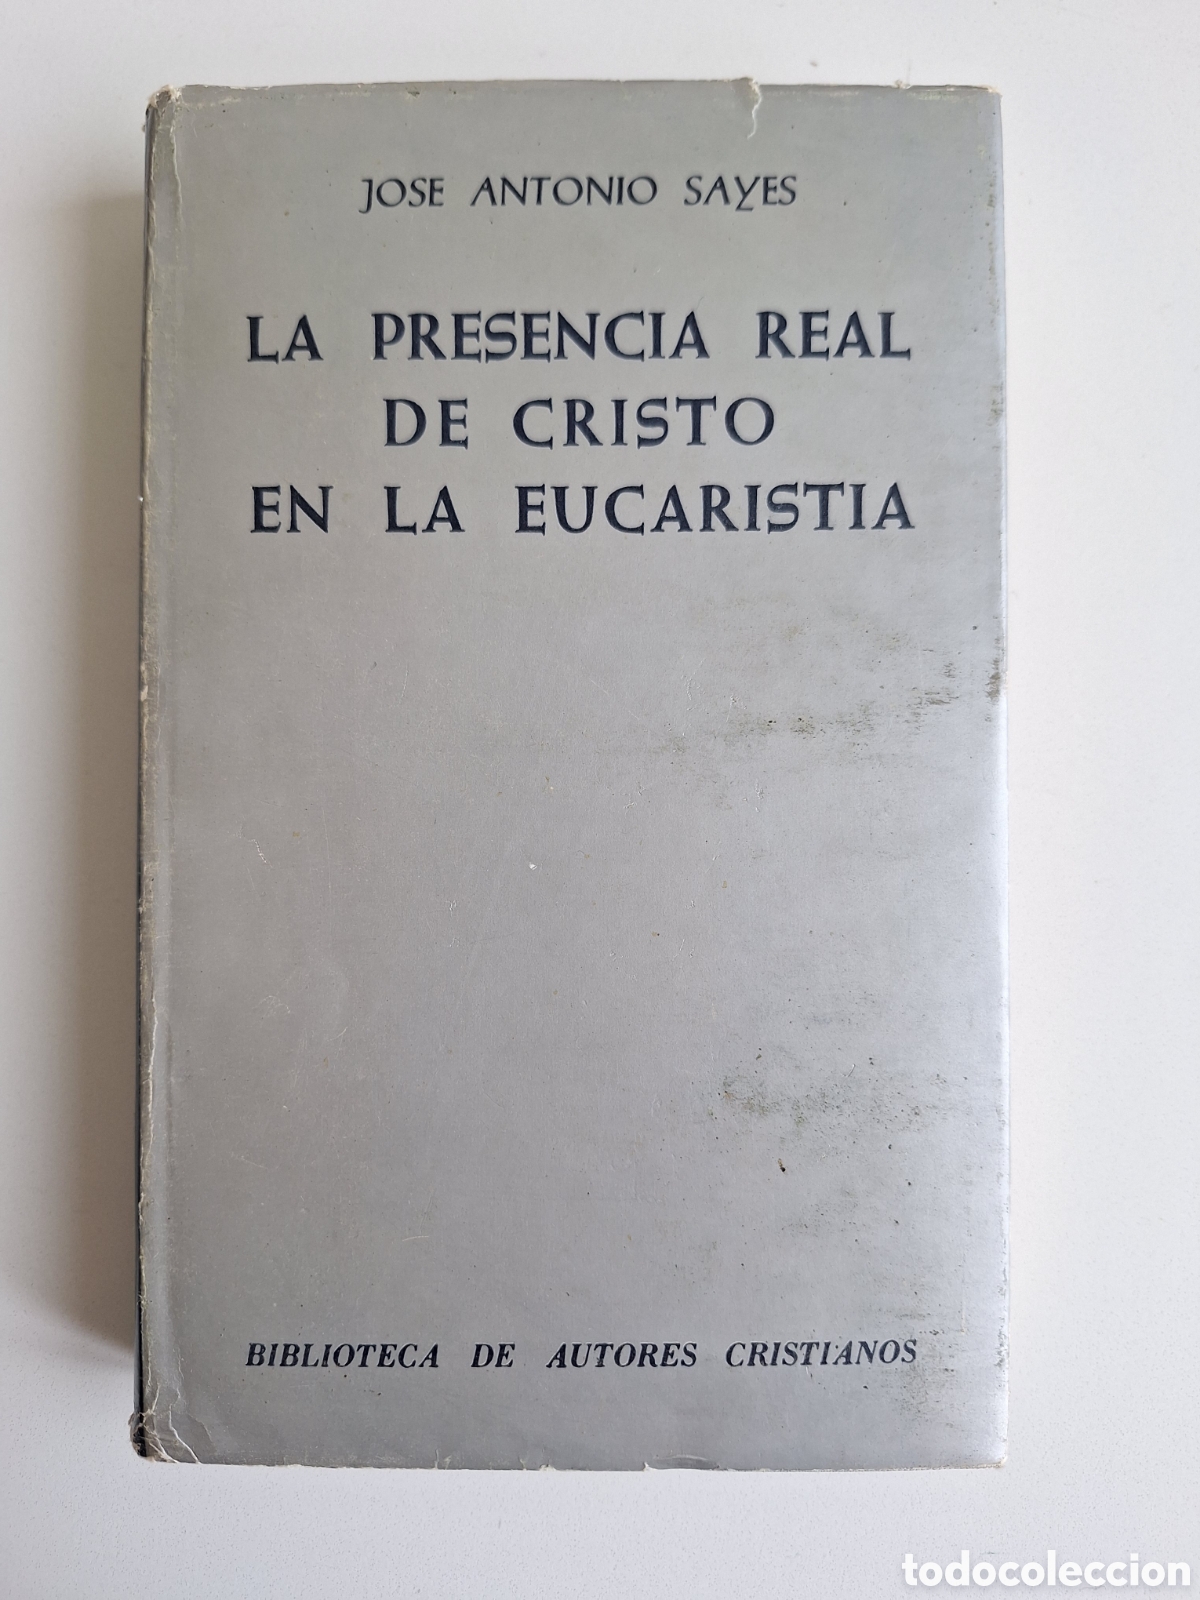 JOSE ANTONIO SAYES
LA PRESENCIA REAL
DE CRISTO
EN LA EUCARISTIA
BIBLIOTECA DE AUTORES CRISTIANOS
todocoleccion